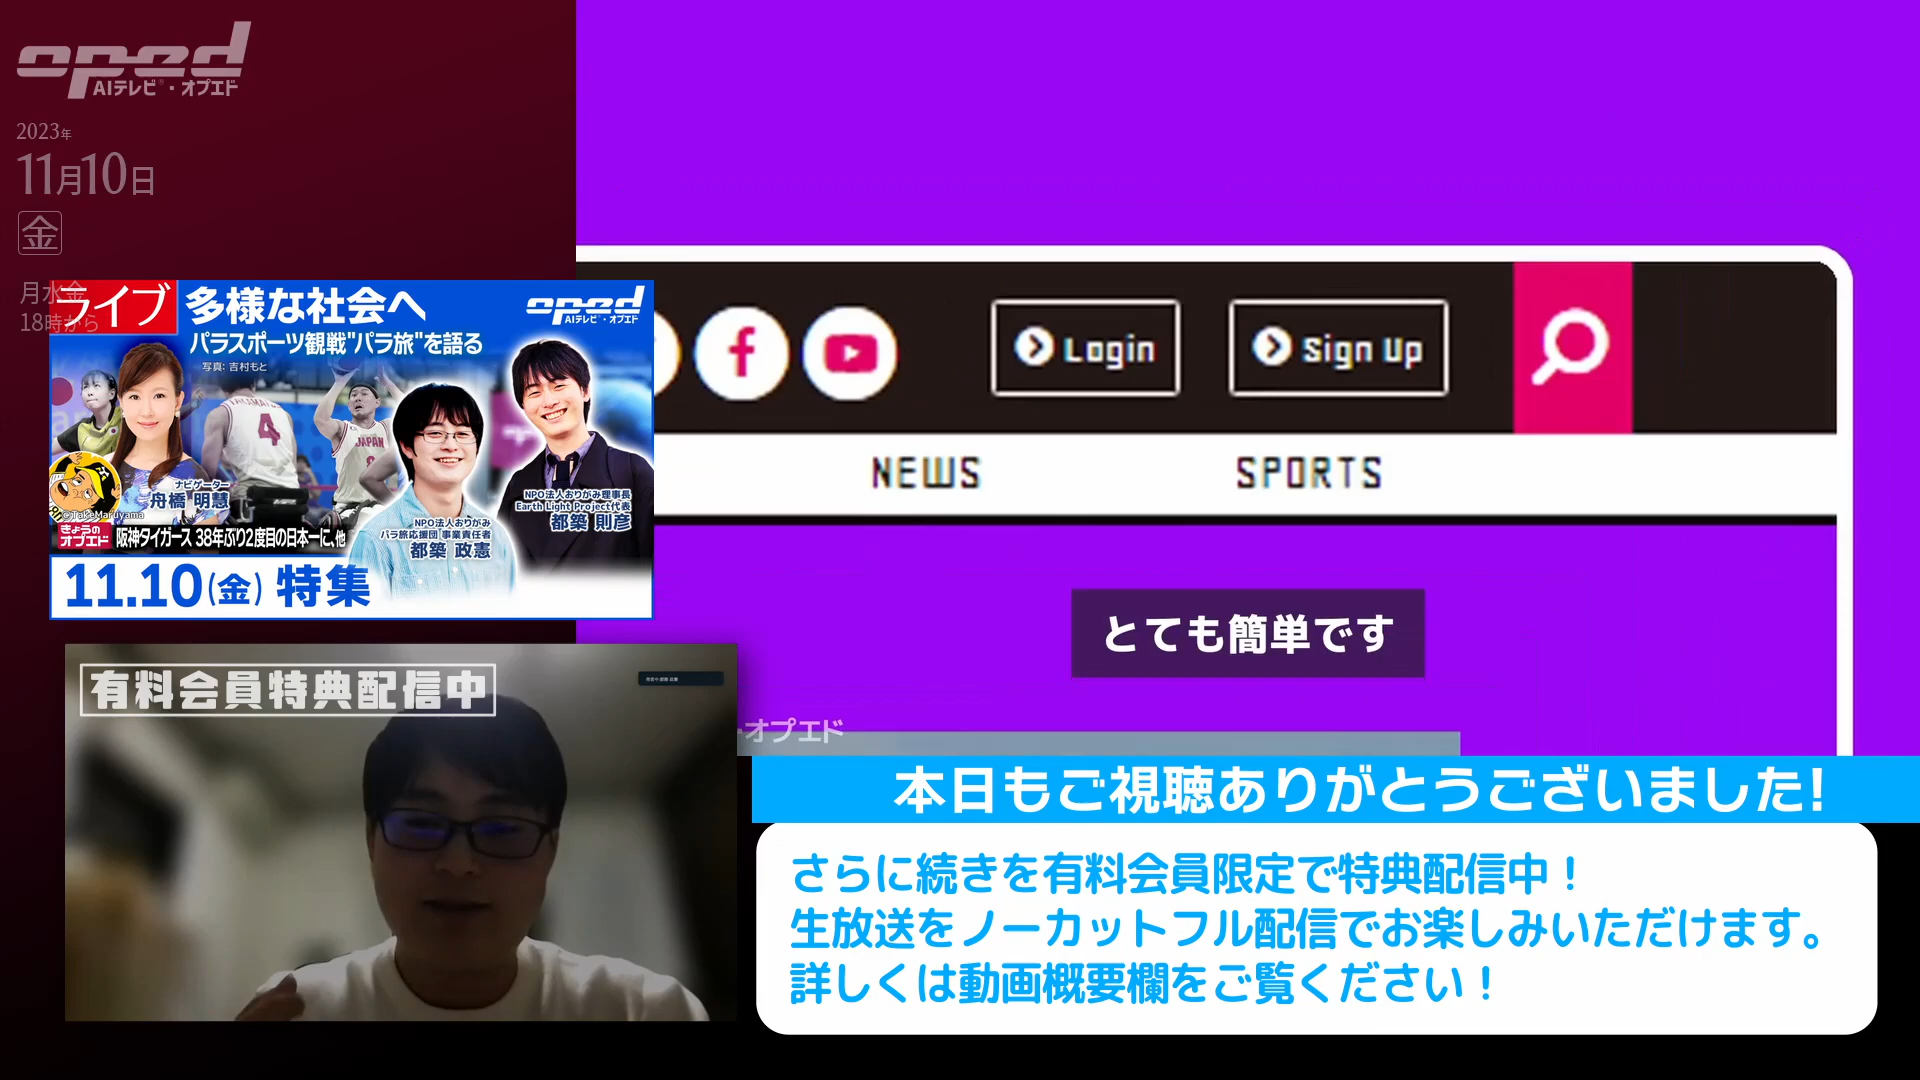 oped
AIテレビ®・オプエド
2023年
11月10日
金
月水金
18時から
ライブ
多様な社会へ
oped
AIテレビ・オプエド
パラスポーツ観戦"パラ旅"を語る
写真: 吉村もと
4
JAPAN
ナビゲーター
舟橋 明慧
©TakeMaruyama
NPO法人おりがみ理事長
Earth Light Project代表
都築 則彦
NPO法人おりがみ
パラ旅応援団 事業責任者
都築 政憲
きょうの
オプエド
阪神タイガース 38年ぶり2度目の日本一に、他
11.10(金) 特集
Login
Sign Up
NEWS
SPORTS
とても簡単です
有料会員特典配信中
・オプエド
本日もご視聴ありがとうございました!
さらに続きを有料会員限定で特典配信中！
生放送をノーカットフル配信でお楽しみいただけます。
詳しくは動画概要欄をご覧ください！